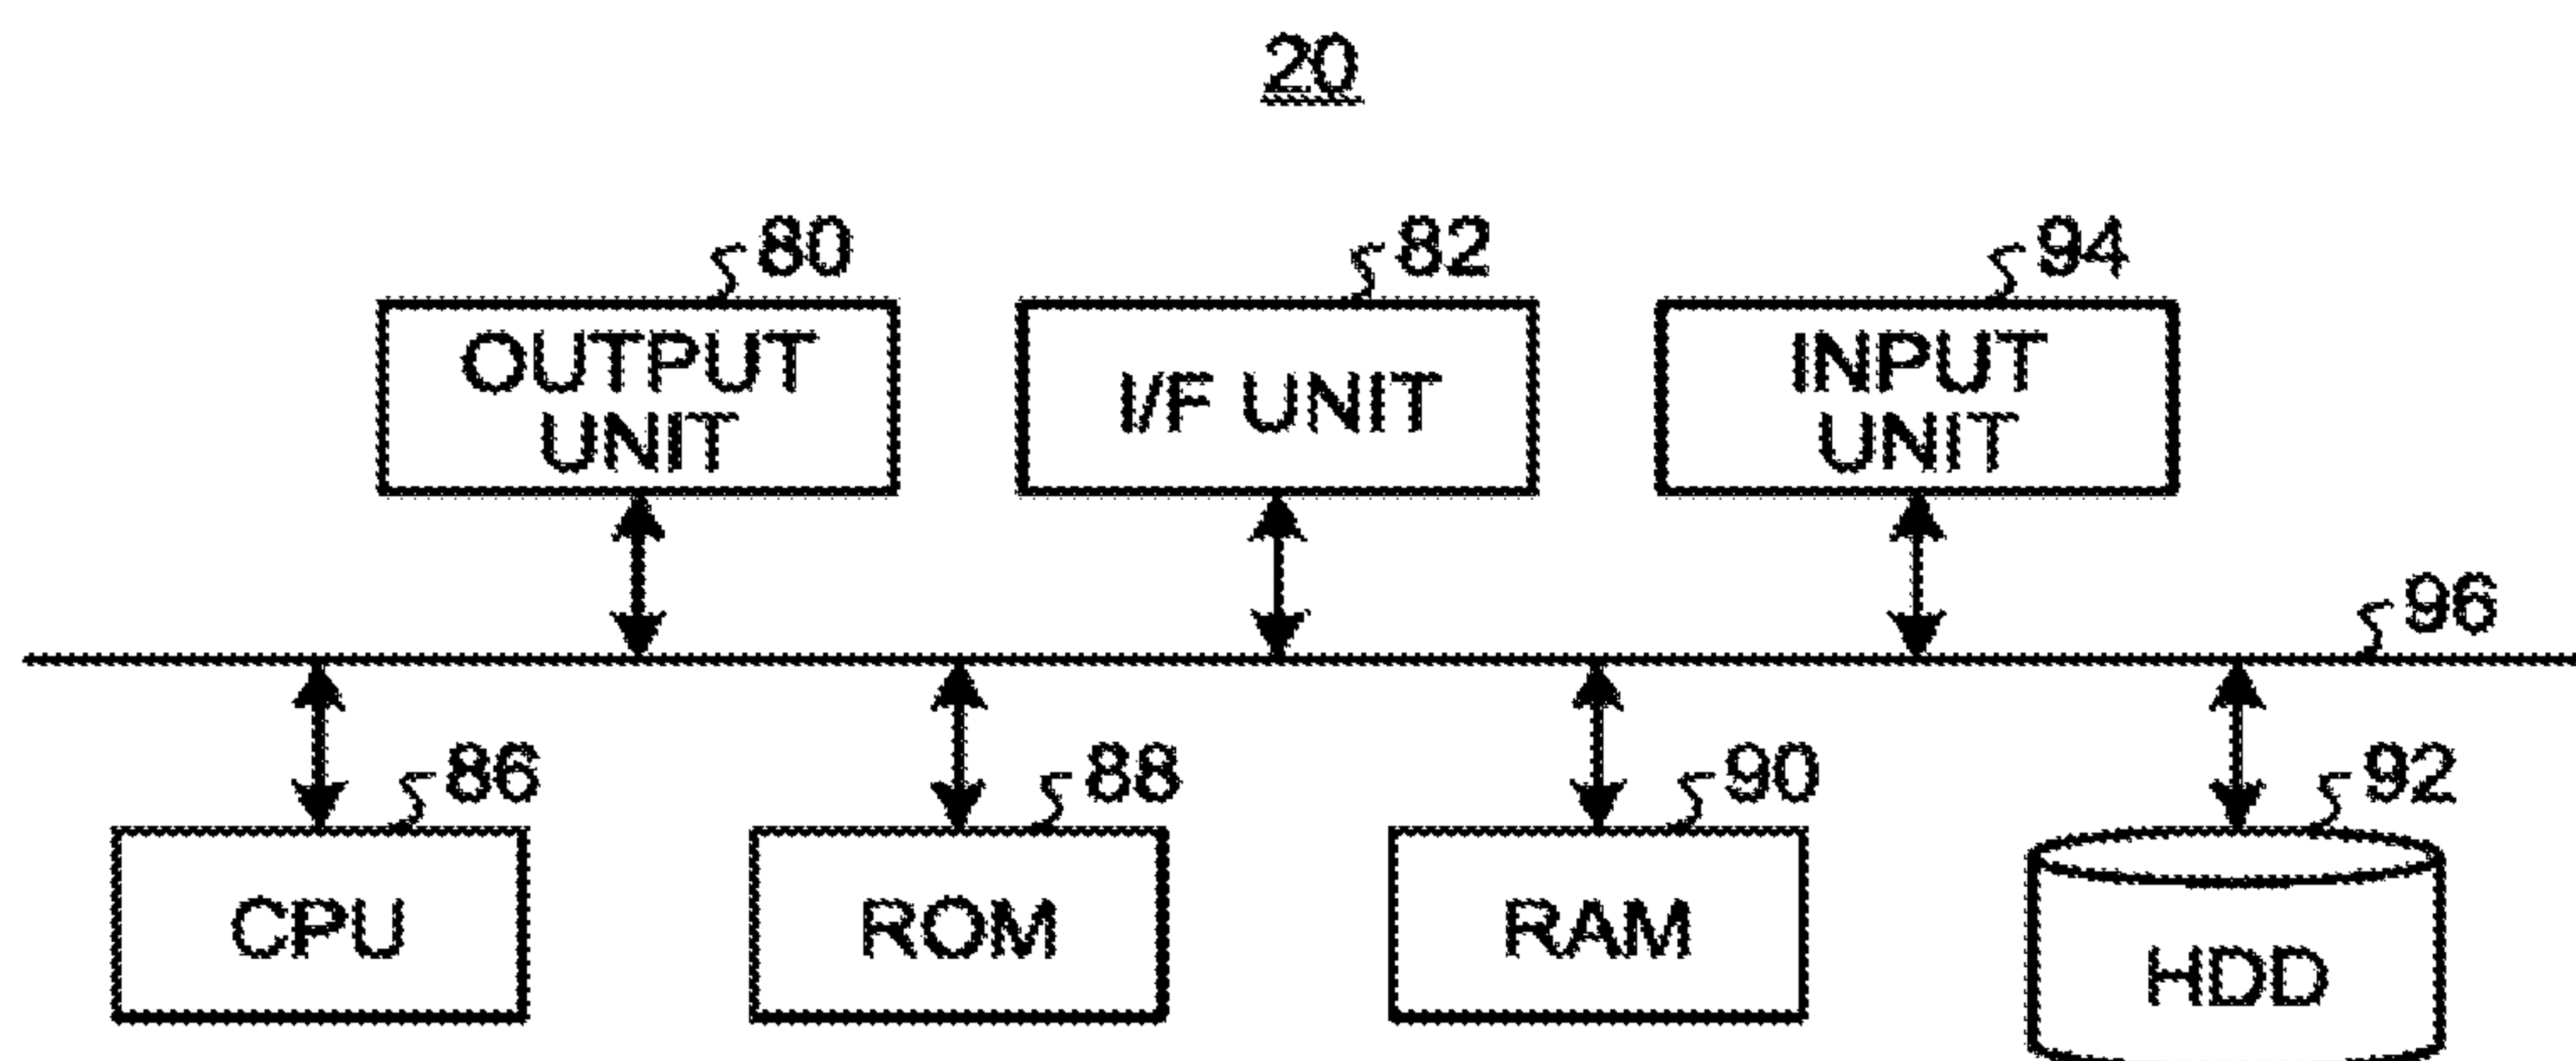 20
80
82
94
OUTPUT
UNIT
I/F UNIT
INPUT
UNIT
96
86
88
90
92
CPU
ROM
RAM
HDD